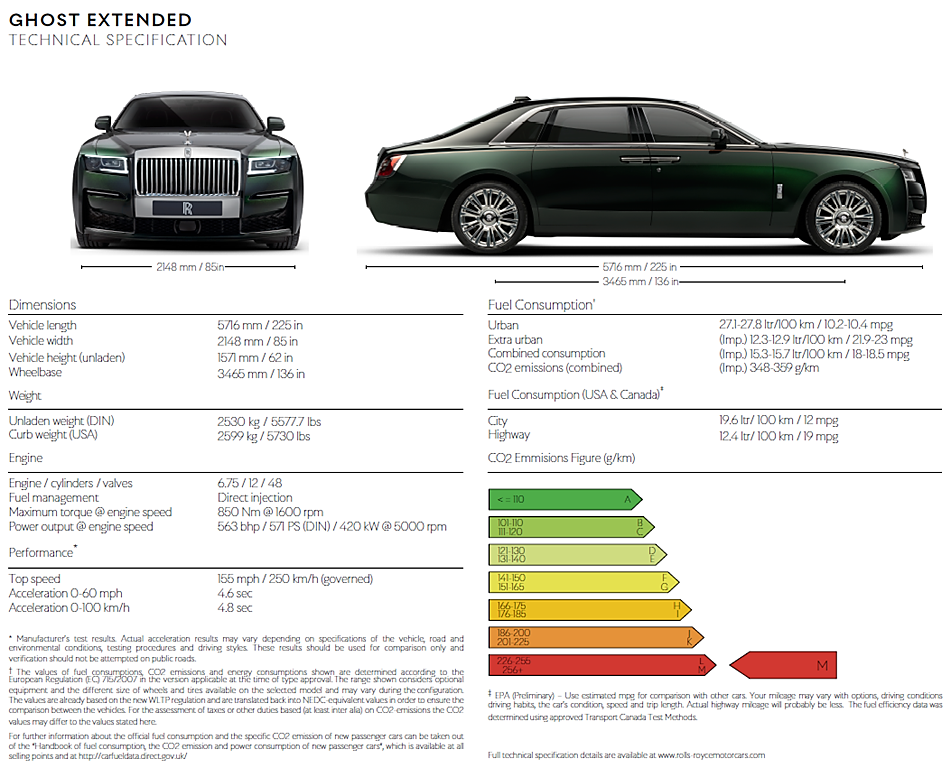 GHOST EXTENDED
TECHNICAL SPECIFICATION
2148 mm / 85in
5716 mm / 225 in
3465 mm / 136 in
Dimensions
Vehicle length 5716 mm / 225 in
Vehicle width 2148 mm / 85 in
Vehicle height (unladen) 1571 mm / 62 in
Wheelbase 3465 mm / 136 in
Weight
Unladen weight (DIN) 2530 kg / 5577.7 lbs
Curb weight (USA) 2599 kg / 5730 lbs
Engine
Engine / cylinders / valves 6.75 / 12 / 48
Fuel management Direct injection
Maximum torque @ engine speed 850 Nm @ 1600 rpm
Power output @ engine speed 563 bhp / 571 PS (DIN) / 420 kW @ 5000 rpm
Performance*
Top speed 155 mph / 250 km/h (governed)
Acceleration 0-60 mph 4.6 sec
Acceleration 0-100 km/h 4.8 sec
* Manufacturer's test results. Actual acceleration results may vary depending on specifications of the vehicle, road and
environmental conditions, testing procedures and driving styles. These results should be used for comparison only and
verification should not be attempted on public roads.
† The values of fuel consumptions, CO2 emissions and energy consumptions shown are determined according to the
European Regulation (EC) 715/2007 in the version applicable at the time of type approval. The range shown considers optional
equipment and the different size of wheels and tires available on the selected model and may vary during the configuration.
The values are already based on the new WLTP regulation and are translated back into NEDC-equivalent values in order to ensure the
comparison between the vehicles. For the assessment of taxes or other duties based (at least inter alia) on CO2-emissions the CO2
values may differ to the values stated here.
For further information about the official fuel consumption and the specific CO2 emission of new passenger cars can be taken out
of the "Handbook of fuel consumption, the CO2 emission and power consumption of new passenger cars", which is available at all
selling points and at http://carfueldata.direct.gov.uk/
Fuel Consumption†
Urban 27.1-27.8 ltr/100 km / 10.2-10.4 mpg
Extra urban (Imp.) 12.3-12.9 ltr/100 km / 21.9-23 mpg
Combined consumption (Imp.) 15.3-15.7 ltr/100 km / 18-18.5 mpg
CO2 emissions (combined) (Imp.) 348-359 g/km
Fuel Consumption (USA & Canada)‡
City 19.6 ltr/ 100 km / 12 mpg
Highway 12.4 ltr/ 100 km / 19 mpg
CO2 Emmisions Figure (g/km)
< = 110 A
101-110 B
111-120 C
121-130 D
131-140 E
141-150 F
151-165 G
166-175 H
176-185 I
186-200 J
201-225 K
226-255 L
256+ M
M
‡ EPA (Preliminary) – Use estimated mpg for comparison with other cars. Your mileage may vary with options, driving conditions
driving habits, the car's condition, speed and trip length. Actual highway mileage will probably be less. The fuel efficiency data was
determined using approved Transport Canada Test Methods.
Full technical specification details are available at www.rolls-roycemotorcars.com